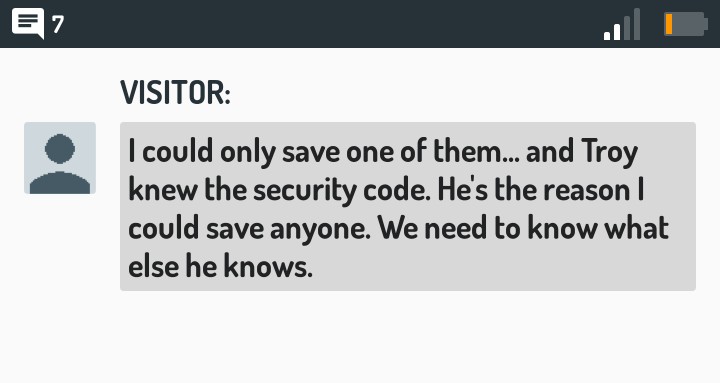 7
VISITOR:
I could only save one of them... and Troy
knew the security code. He's the reason I
could save anyone. We need to know what
else he knows.